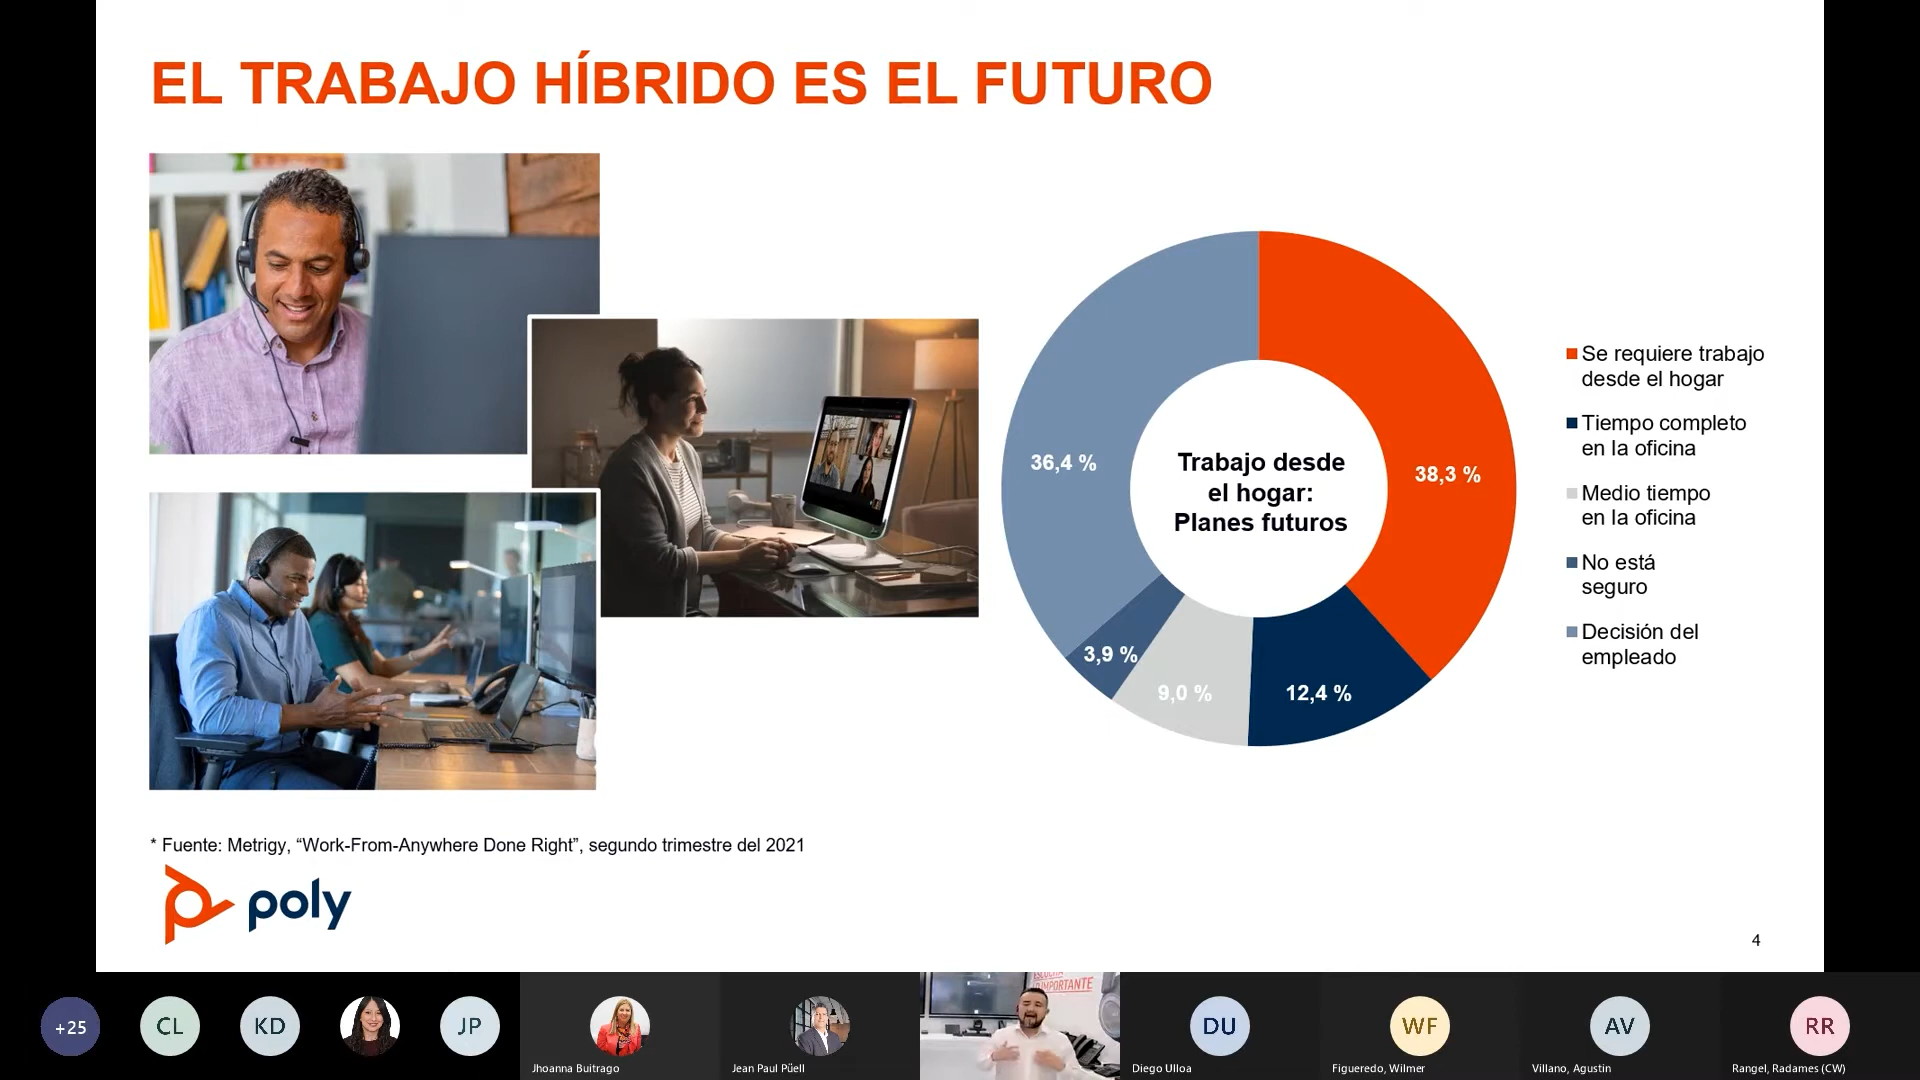 EL TRABAJO HÍBRIDO ES EL FUTURO
36,4 %
38,3 %
3,9 %
9,0 %
12,4 %
Trabajo desde
el hogar:
Planes futuros
Se requiere trabajo
desde el hogar
Tiempo completo
en la oficina
Medio tiempo
en la oficina
No está
seguro
Decisión del
empleado
* Fuente: Metrigy, “Work-From-Anywhere Done Right”, segundo trimestre del 2021
poly
4
+25
CL
KD
JP
Jhoanna Buitrago
Jean Paul Püell
ESCUCHA
IMPORTANTE
DU
Diego Ulloa
WF
Figueredo, Wilmer
AV
Villano, Agustin
RR
Rangel, Radames (CW)